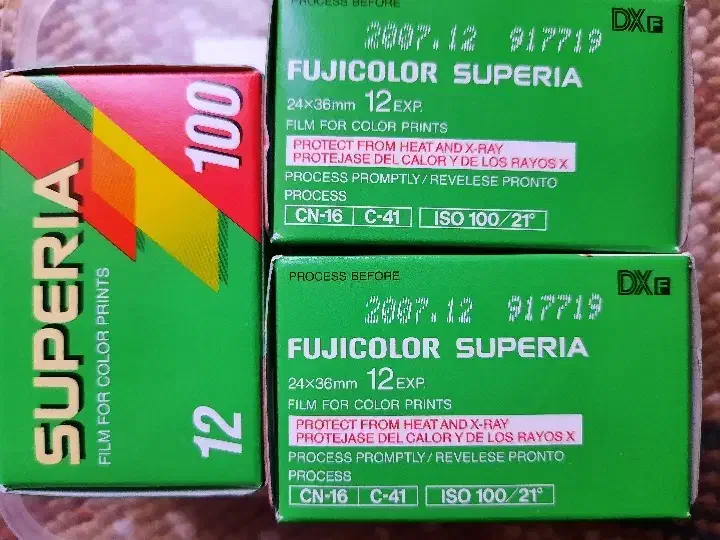 SUPERIA
FILM FOR COLOR PRINTS
100
12
PROCESS BEFORE
DXF
2007.12 917719
FUJICOLOR SUPERIA
24×36mm 12 EXP.
FILM FOR COLOR PRINTS
PROTECT FROM HEAT AND X-RAY
PROTEJASE DEL CALOR Y DE LOS RAYOS X
PROCESS PROMPTLY/REVELESE PRONTO
PROCESS
CN-16 C-41 ISO 100/21°
PROCESS BEFORE
DXF
2007.12 917719
FUJICOLOR SUPERIA
24×36mm 12 EXP.
FILM FOR COLOR PRINTS
PROTECT FROM HEAT AND X-RAY
PROTEJASE DEL CALOR Y DE LOS RAYOS X
PROCESS PROMPTLY/REVELESE PRONTO
PROCESS
CN-16 C-41 ISO 100/21°